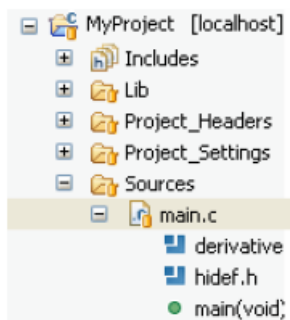 MyProject [localhost]
Includes
Lib
Project_Headers
Project_Settings
Sources
main.c
derivative
hidef.h
main(void)